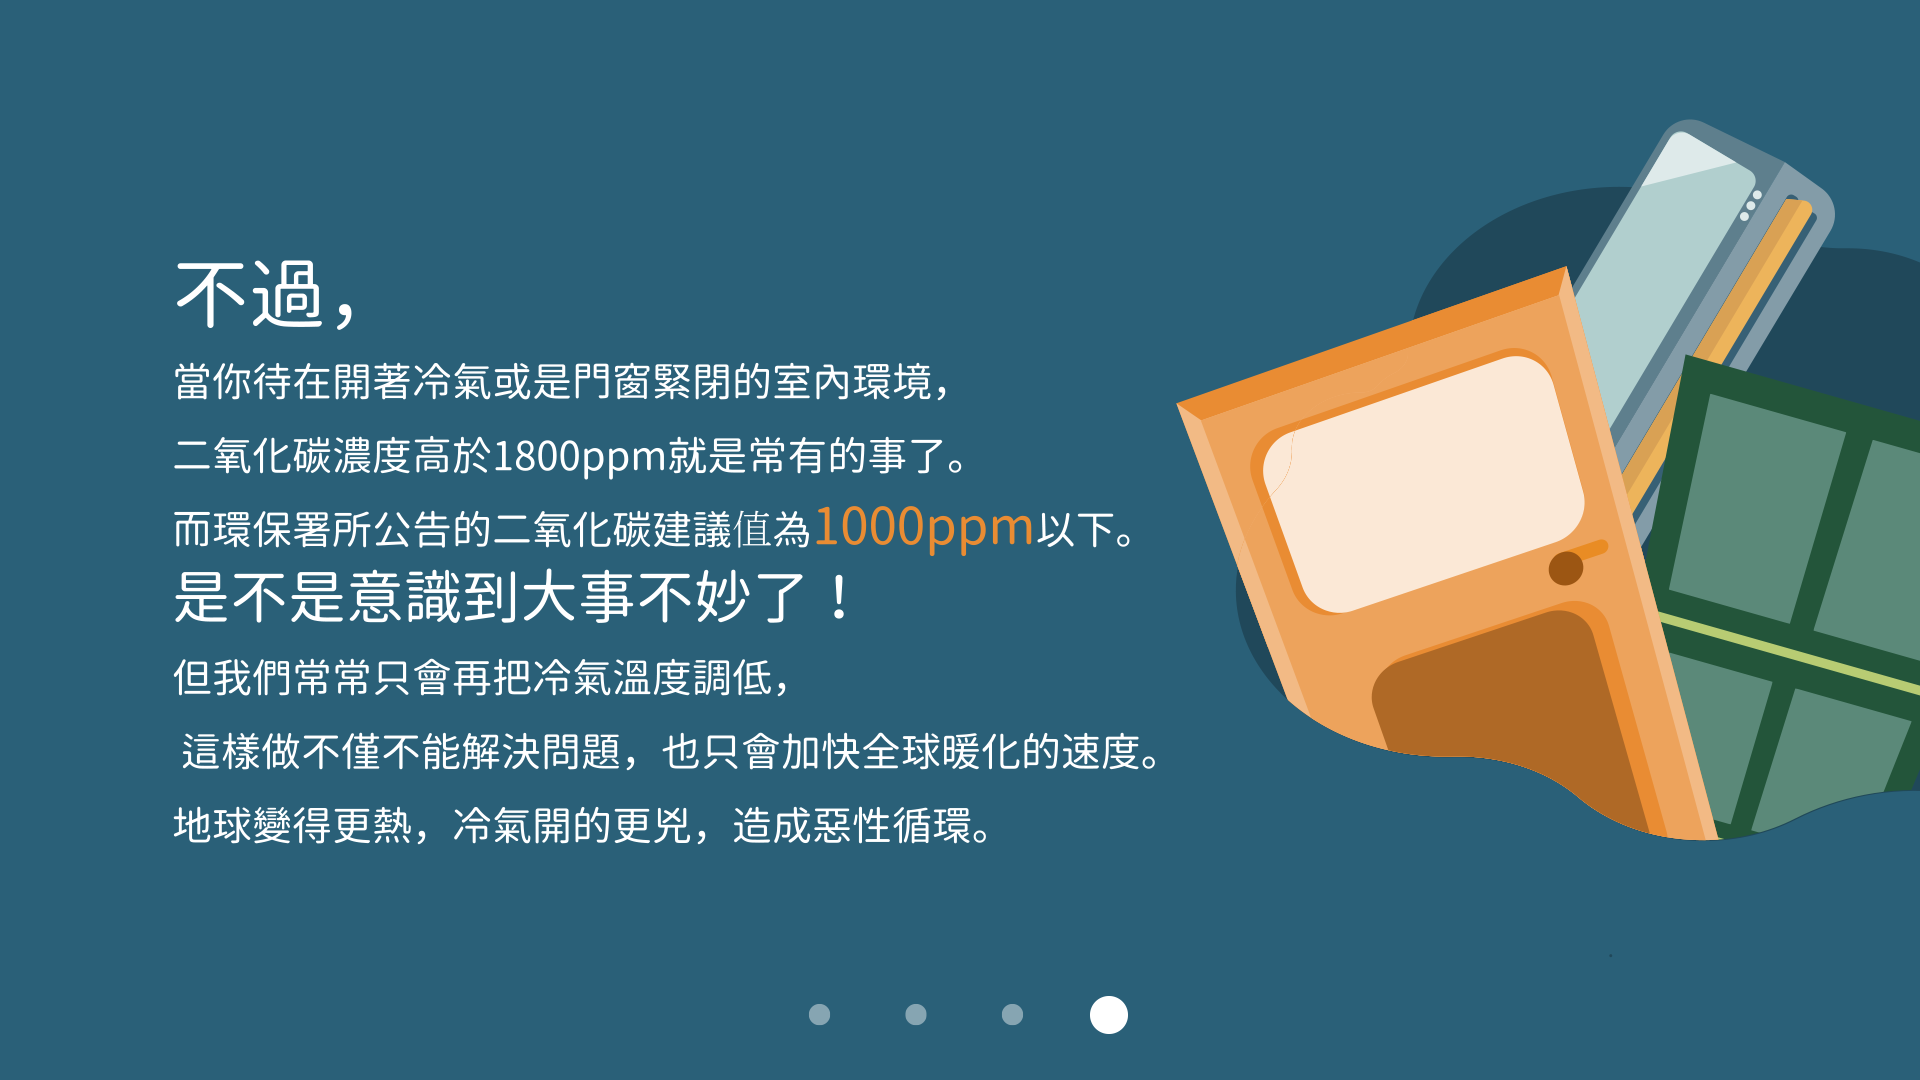 不過，
當你待在開著冷氣或是門窗緊閉的室內環境，
二氧化碳濃度高於1800ppm就是常有的事了。
而環保署所公告的二氧化碳建議值為1000ppm以下。
是不是意識到大事不妙了！
但我們常常只會再把冷氣溫度調低，
這樣做不僅不能解決問題，也只會加快全球暖化的速度。
地球變得更熱，冷氣開的更兇，造成惡性循環。